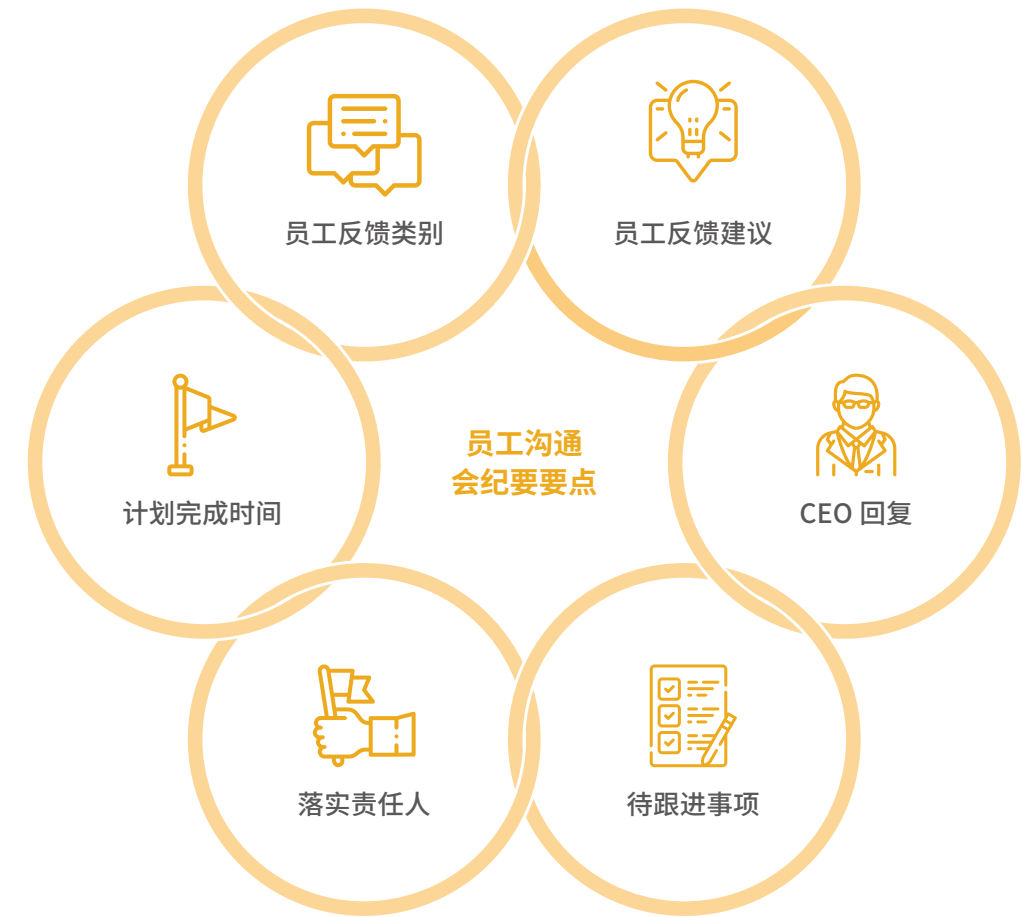 员工反馈类别
员工反馈建议
计划完成时间
员工沟通
会纪要要点
CEO 回复
落实责任人
待跟进事项